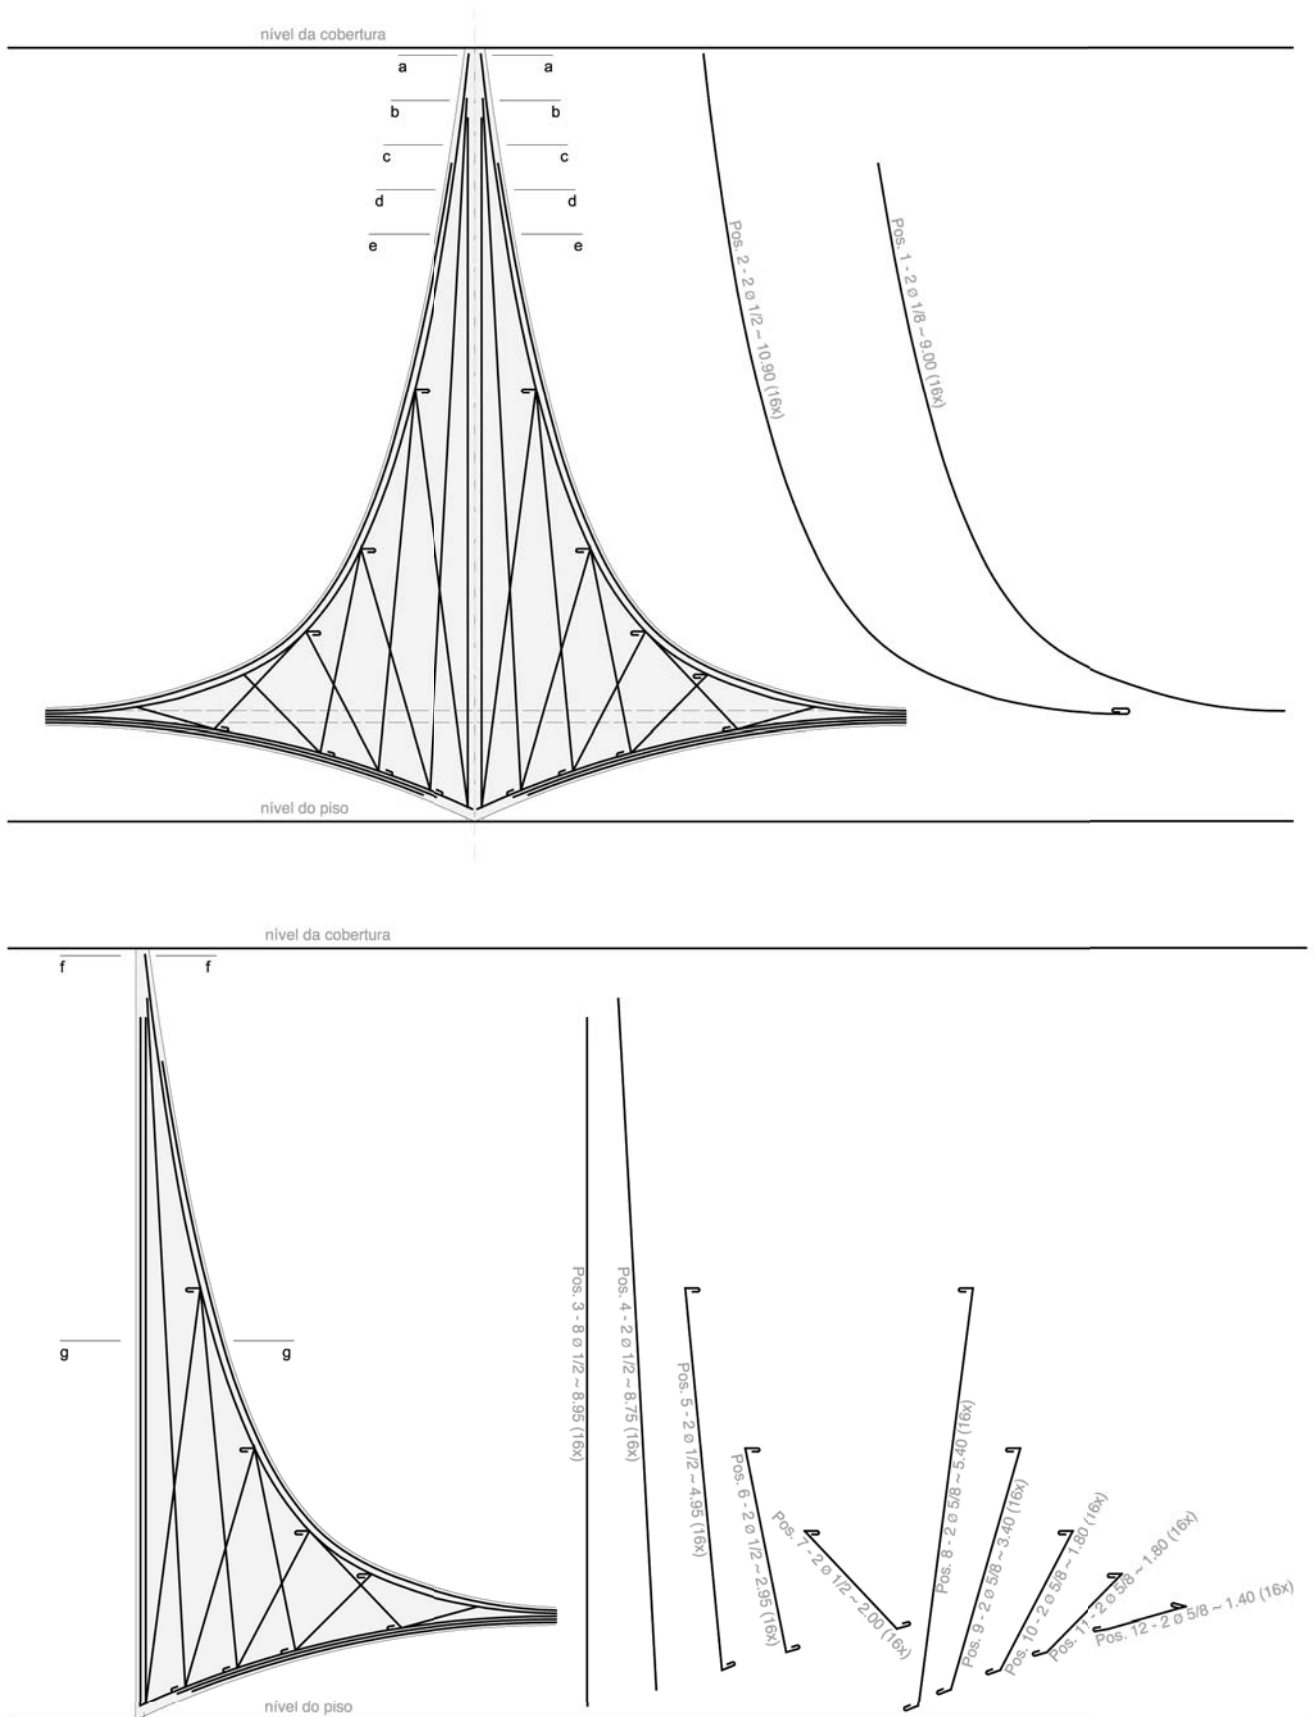 nível da cobertura
a a
b b
c c
d d
e e
Pos. 2 - 2 ø 1/2 ~ 10.90 (16x)
Pos. 1 - 2 ø 1/8 ~ 9.00 (16x)
nível do piso
nível da cobertura
f f
g g
Pos. 3 - 8 ø 1/2 ~ 8.95 (16x)
Pos. 4 - 2 ø 1/2 ~ 8.75 (16x)
Pos. 5 - 2 ø 1/2 ~ 4.95 (16x)
Pos. 6 - 2 ø 1/2 ~ 2.95 (16x)
Pos. 7 - 2 ø 1/2 ~ 2.00 (16x)
Pos. 8 - 2 ø 5/8 ~ 5.40 (16x)
Pos. 9 - 2 ø 5/8 ~ 3.40 (16x)
Pos. 10 - 2 ø 5/8 ~ 1.80 (16x)
Pos. 11 - 2 ø 5/8 ~ 1.80 (16x)
Pos. 12 - 2 ø 5/8 ~ 1.40 (16x)
nível do piso